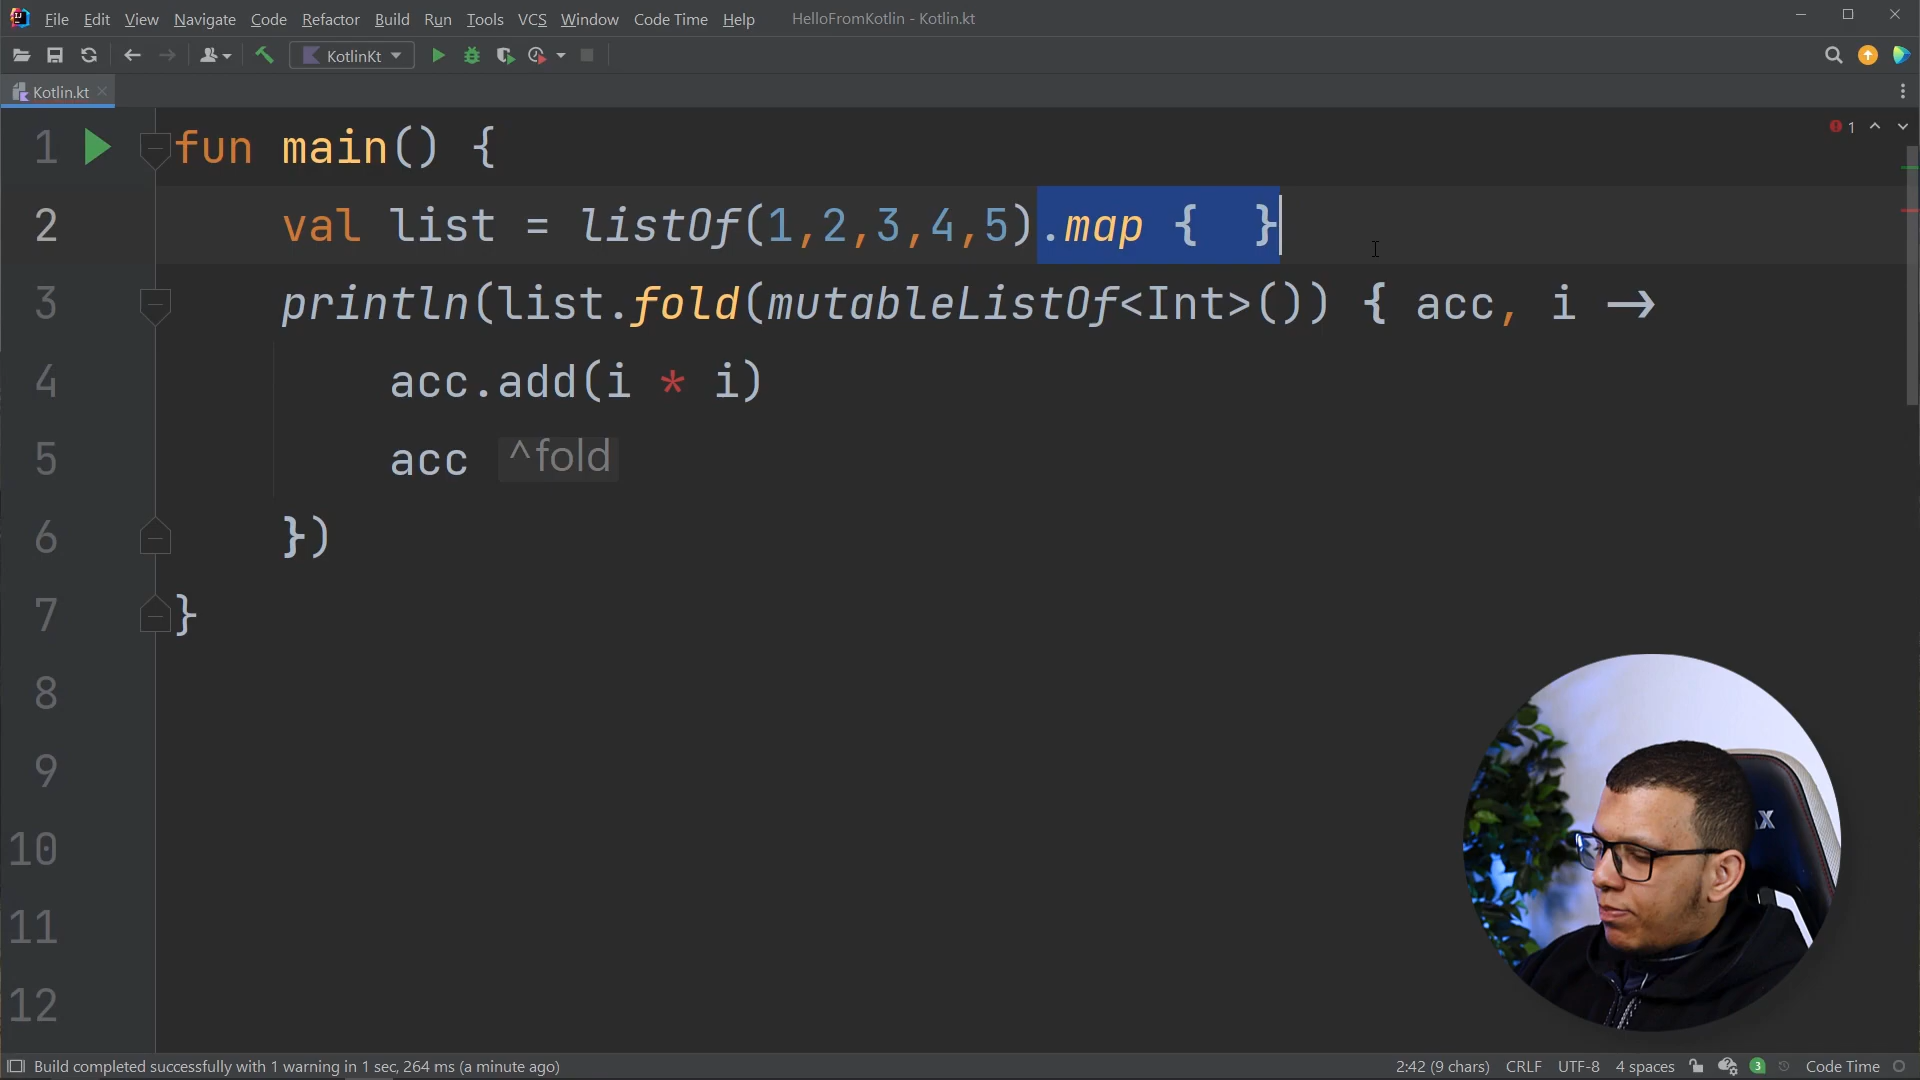 File Edit View Navigate Code Refactor Build Run Tools VCS Window Code Time Help HelloFromKotlin - Kotlin.kt
KotlinKt
Kotlin.kt
1 fun main() {
1
2 val list = listOf(1,2,3,4,5).map {  }
3 println(list.fold(mutableListOf<Int>()) { acc, i →
4 acc.add(i * i)
5 acc ^fold
6 })
7 }
8
9
10
11
12
Build completed successfully with 1 warning in 1 sec, 264 ms (a minute ago) 2:42 (9 chars) CRLF UTF-8 4 spaces 3 Code Time